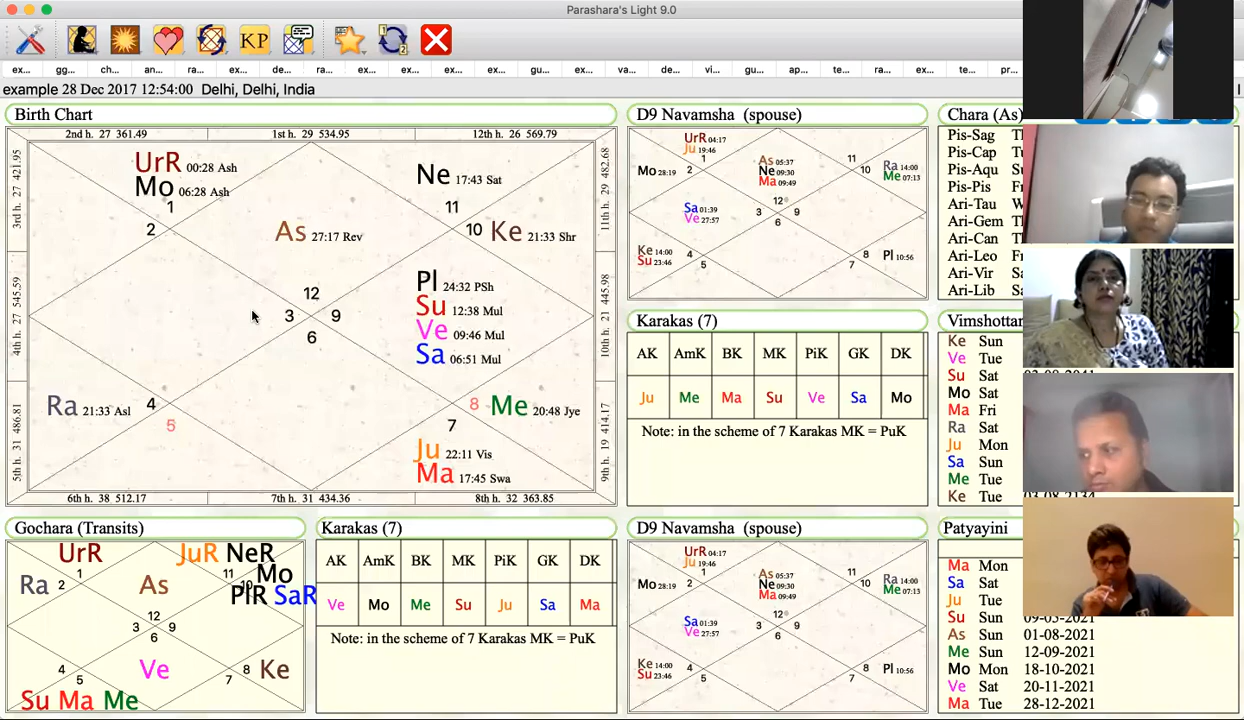 Parashara's Light 9.0
KP
ex... gg... ch... an... ra... ex... de... ra... ex... ex... ex... ex... gu... ex... va... de... vi... gu... ap... te... ra... ex... te... pr...
example 28 Dec 2017 12:54:00 Delhi, Delhi, India
Birth Chart
2nd h. 27 361.49 1st h. 29 534.95 12th h. 26 569.79
3rd h. 27 421.95
4th h. 27 545.59
5th h. 31 486.81
UrR 00:28 Ash
Mo 06:28 Ash
1
2
As 27:17 Rev
Ne 17:43 Sat
11
10 Ke 21:33 Shr
Pl 24:32 PSh
Su 12:38 Mul
Ve 09:46 Mul
Sa 06:51 Mul
12
3 9
6
Ra 21:33 Asl
4
5
8 Me 20:48 Jye
7
Ju 22:11 Vis
Ma 17:45 Swa
11th h. 29 482.68
10th h. 21 445.98
9th h. 19 414.17
6th h. 38 512.17 7th h. 31 434.36 8th h. 32 363.85
D9 Navamsha (spouse)
UrR 04:17
Ju 19:46
1
Mo 28:19 2
As 05:37
Ne 09:30
Ma 09:49
11
10
Ra 14:00
Me 07:13
Sa 01:39
Ve 27:57
12
3 9
6
Ke 14:00
Su 23:46
4
5
8 Pl 10:56
7
Karakas (7)
AK AmK BK MK PiK GK DK
Ju Me Ma Su Ve Sa Mo
Note: in the scheme of 7 Karakas MK = PuK
Chara (As)
Pis-Sag
Pis-Cap
Pis-Aqu
Pis-Pis
Ari-Tau
Ari-Gem
Ari-Can
Ari-Leo
Ari-Vir
Ari-Lib
Vimshottar
Ke Sun
Ve Tue
Su Sat
Mo Sat
Ma Fri
Ra Sat
Ju Mon
Sa Sun
Me Tue
Ke Tue
Gochara (Transits)
UrR
1
Ra 2
As
JuR NeR
11
10 Mo
PlR SaR
12
3 9
6
Ve
4
5
Su Ma Me
8 Ke
7
Karakas (7)
AK AmK BK MK PiK GK DK
Ve Mo Me Su Ju Sa Ma
Note: in the scheme of 7 Karakas MK = PuK
D9 Navamsha (spouse)
UrR 04:17
Ju 19:46
1
Mo 28:19 2
As 05:37
Ne 09:30
Ma 09:49
11
10
Ra 14:00
Me 07:13
Sa 01:39
Ve 27:57
12
3 9
6
Ke 14:00
Su 23:46
4
5
8 Pl 10:56
7
Patyayini
Ma Mon
Sa Sat
Ju Tue
Su Sun
As Sun 01-08-2021
Me Sun 12-09-2021
Mo Mon 18-10-2021
Ve Sat 20-11-2021
Ma Tue 28-12-2021